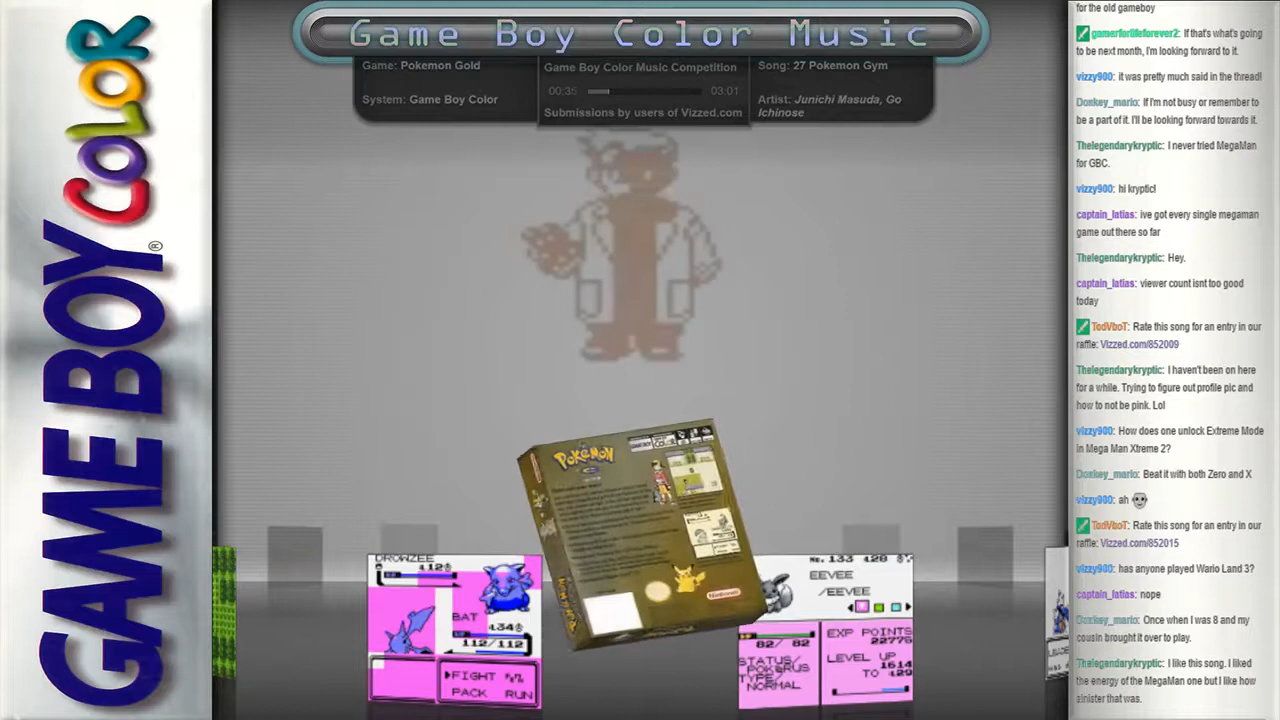 GAME BOY COLOR
®
Game Boy Color Music
Game: Pokemon Gold
System: Game Boy Color
Game Boy Color Music Competition
00:35
03:01
Submissions by users of Vizzed.com
Song: 27 Pokemon Gym
Artist: Junichi Masuda, Go
Ichinose
POKéMON
Nintendo
DROWZEE
BAT
112/112
FIGHT
PACK RUN
No.133
EEVEE
/EEVEE
82/ 82
STATUS/
POKéRUS
TYPE/
NORMAL
EXP POINTS
22775
LEVEL UP
1614
TO
for the old gameboy
gamerforlifeforever2: If that's what's going
to be next month, I'm looking forward to it.
vizzy900: it was pretty much said in the thread!
Donkey_mario: If I'm not busy or remember to
be a part of it. I'll be looking forward towards it.
Thelegendarykryptic: I never tried MegaMan
for GBC.
vizzy900: hi kryptic!
captain_latias: ive got every single megaman
game out there so far
Thelegendarykryptic: Hey.
captain_latias: viewer count isnt too good
today
TodVboT: Rate this song for an entry in our
raffle: Vizzed.com/852009
Thelegendarykryptic: I haven't been on here
for a while. Trying to figure out profile pic and
how to not be pink. Lol
vizzy900: How does one unlock Extreme Mode
in Mega Man Xtreme 2?
Donkey_mario: Beat it with both Zero and X
vizzy900: ah
TodVboT: Rate this song for an entry in our
raffle: Vizzed.com/852015
vizzy900: has anyone played Wario Land 3?
captain_latias: nope
Donkey_mario: Once when I was 8 and my
cousin brought it over to play.
Thelegendarykryptic: I like this song. I liked
the energy of the MegaMan one but I like how
sinister that was.